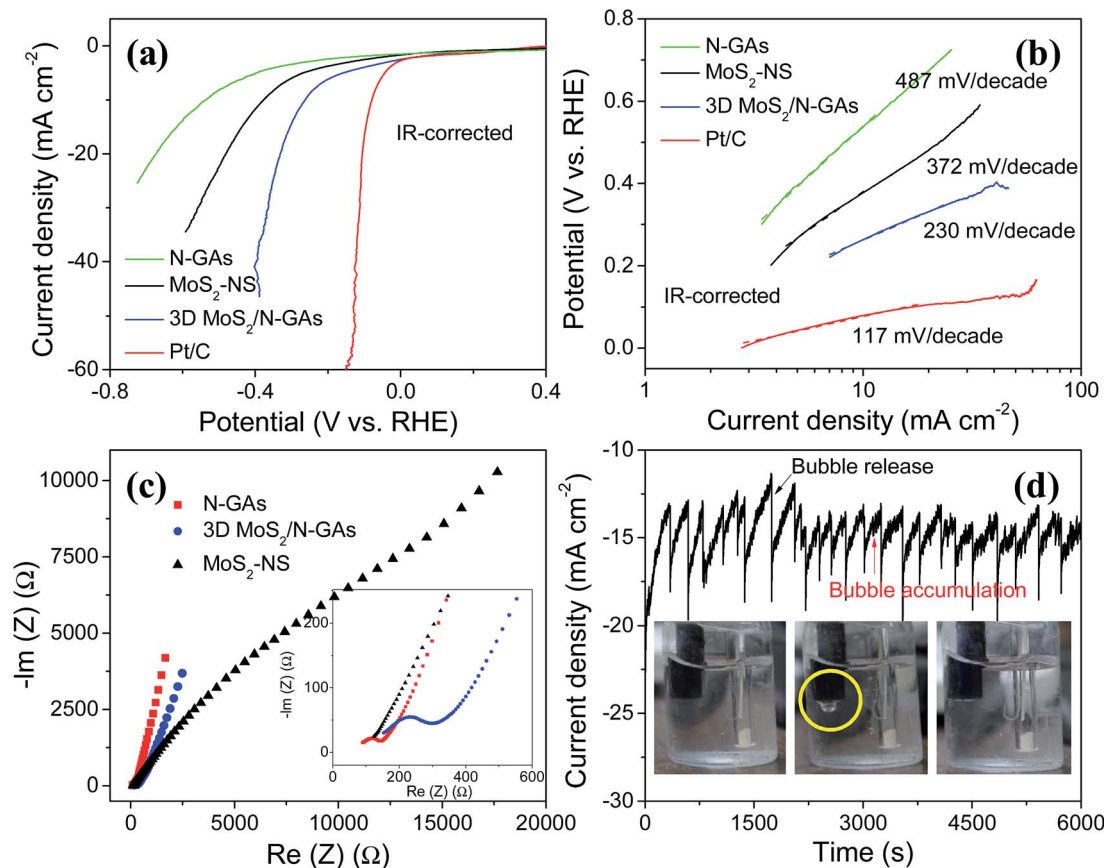 (a)
0
-20
-40
-60
-0.8
-0.4
0.0
0.4
Current density (mA cm⁻²)
Potential (V vs. RHE)
IR-corrected
N-GAs
MoS₂-NS
3D MoS₂/N-GAs
Pt/C
(b)
N-GAs
MoS₂-NS
3D MoS₂/N-GAs
Pt/C
487 mV/decade
372 mV/decade
230 mV/decade
117 mV/decade
IR-corrected
0.8
0.6
0.4
0.2
0.0
1
10
100
Potential (V vs. RHE)
Current density (mA cm⁻²)
(c)
N-GAs
3D MoS₂/N-GAs
MoS₂-NS
10000
7500
5000
2500
0
0
5000
10000
15000
20000
-Im (Z) (Ω)
Re (Z) (Ω)
200
100
0
0
200
400
600
-Im (Z) (Ω)
Re (Z) (Ω)
(d)
Bubble release
Bubble accumulation
-10
-15
-20
-25
-30
0
1500
3000
4500
6000
Current density (mA cm⁻²)
Time (s)